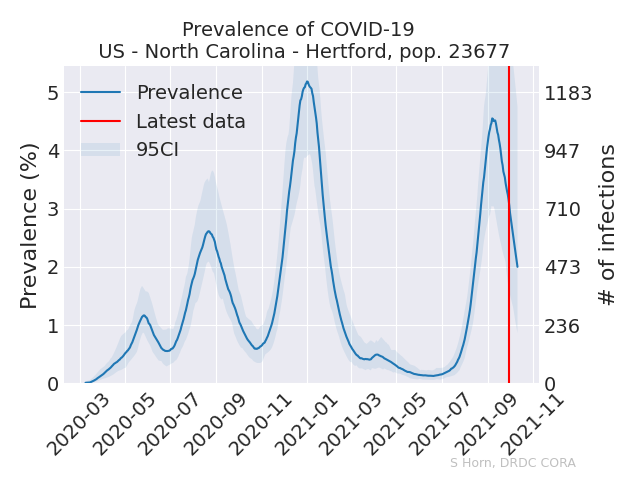 Prevalence of COVID-19
US - North Carolina - Hertford, pop. 23677
Prevalence
Latest data
95CI
Prevalence (%)
5
4
3
2
1
0
1183
947
710
473
236
0
# of infections
2020-03
2020-05
2020-07
2020-09
2020-11
2021-01
2021-03
2021-05
2021-07
2021-09
2021-11
S Horn, DRDC CORA